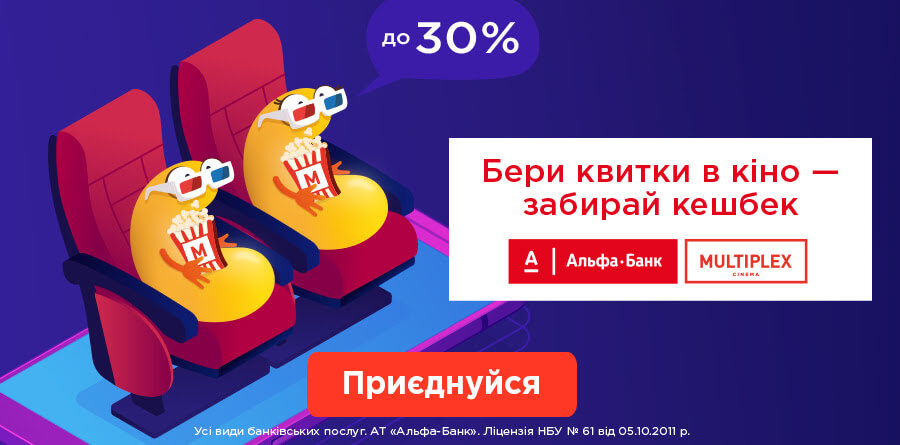 до 30%
Бери квитки в кіно —
забирай кешбек
А | Альфа·Банк
MULTIPLEX
CINEMA
M
M
Приєднуйся
Усі види банківських послуг. АТ «Альфа-Банк». Ліцензія НБУ № 61 від 05.10.2011 р.